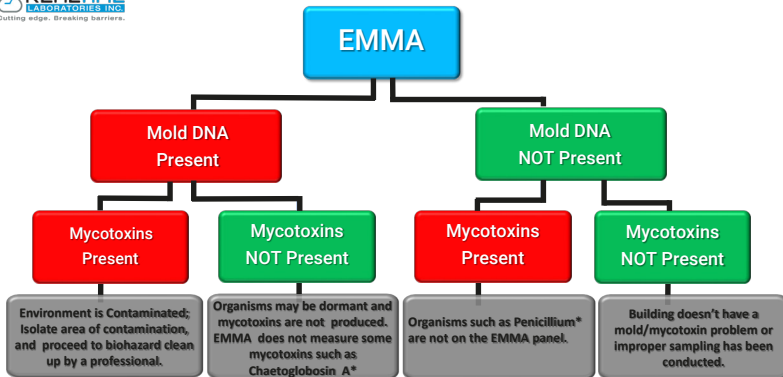 LABORATORIES INC.
Cutting edge. Breaking barriers.
EMMA
Mold DNA
Present
Mold DNA
NOT Present
Mycotoxins
Present
Mycotoxins
NOT Present
Mycotoxins
Present
Mycotoxins
NOT Present
Environment is Contaminated;
Isolate area of contamination,
and proceed to biohazard clean
up by a professional.
Organisms may be dormant and
mycotoxins are not produced.
EMMA does not measure some
mycotoxins such as
Chaetoglobosin A*
Organisms such as Penicillium*
are not on the EMMA panel.
Building doesn't have a
mold/mycotoxin problem or
improper sampling has been
conducted.